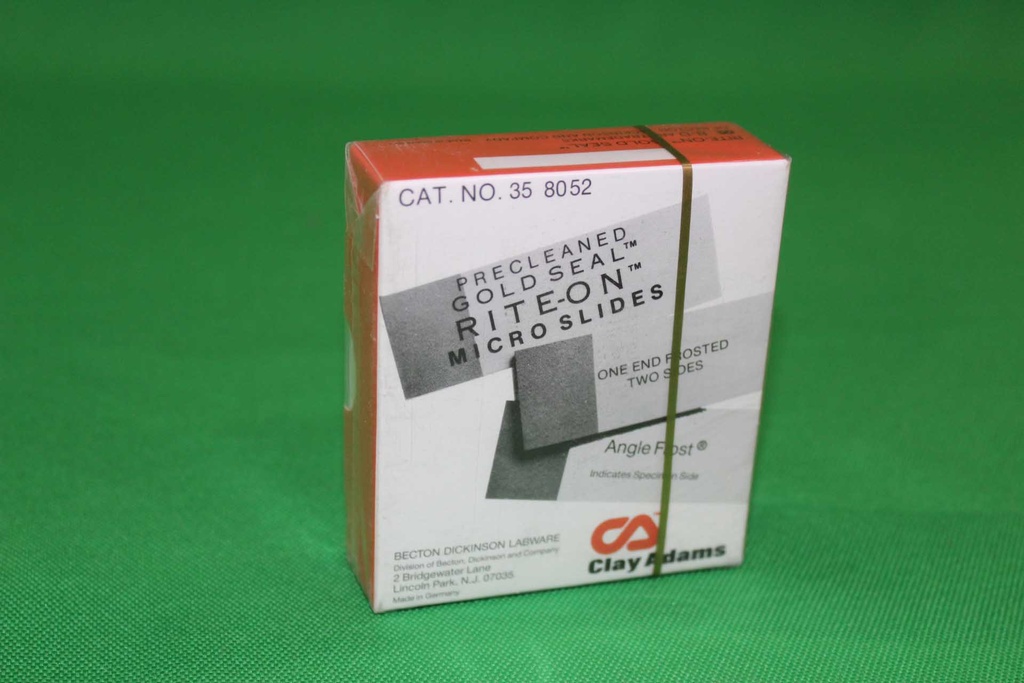 CAT. NO. 35 8052
PRECLEANED
GOLD SEAL™
RITE-ON™
MICRO SLIDES
ONE END FROSTED
TWO SIDES
Angle Frost ®
Indicates Specimen Side
BECTON DICKINSON LABWARE
Division of Becton, Dickinson and Company
2 Bridgewater Lane
Lincoln Park, N.J. 07035
Made in Germany
CA
Clay Adams